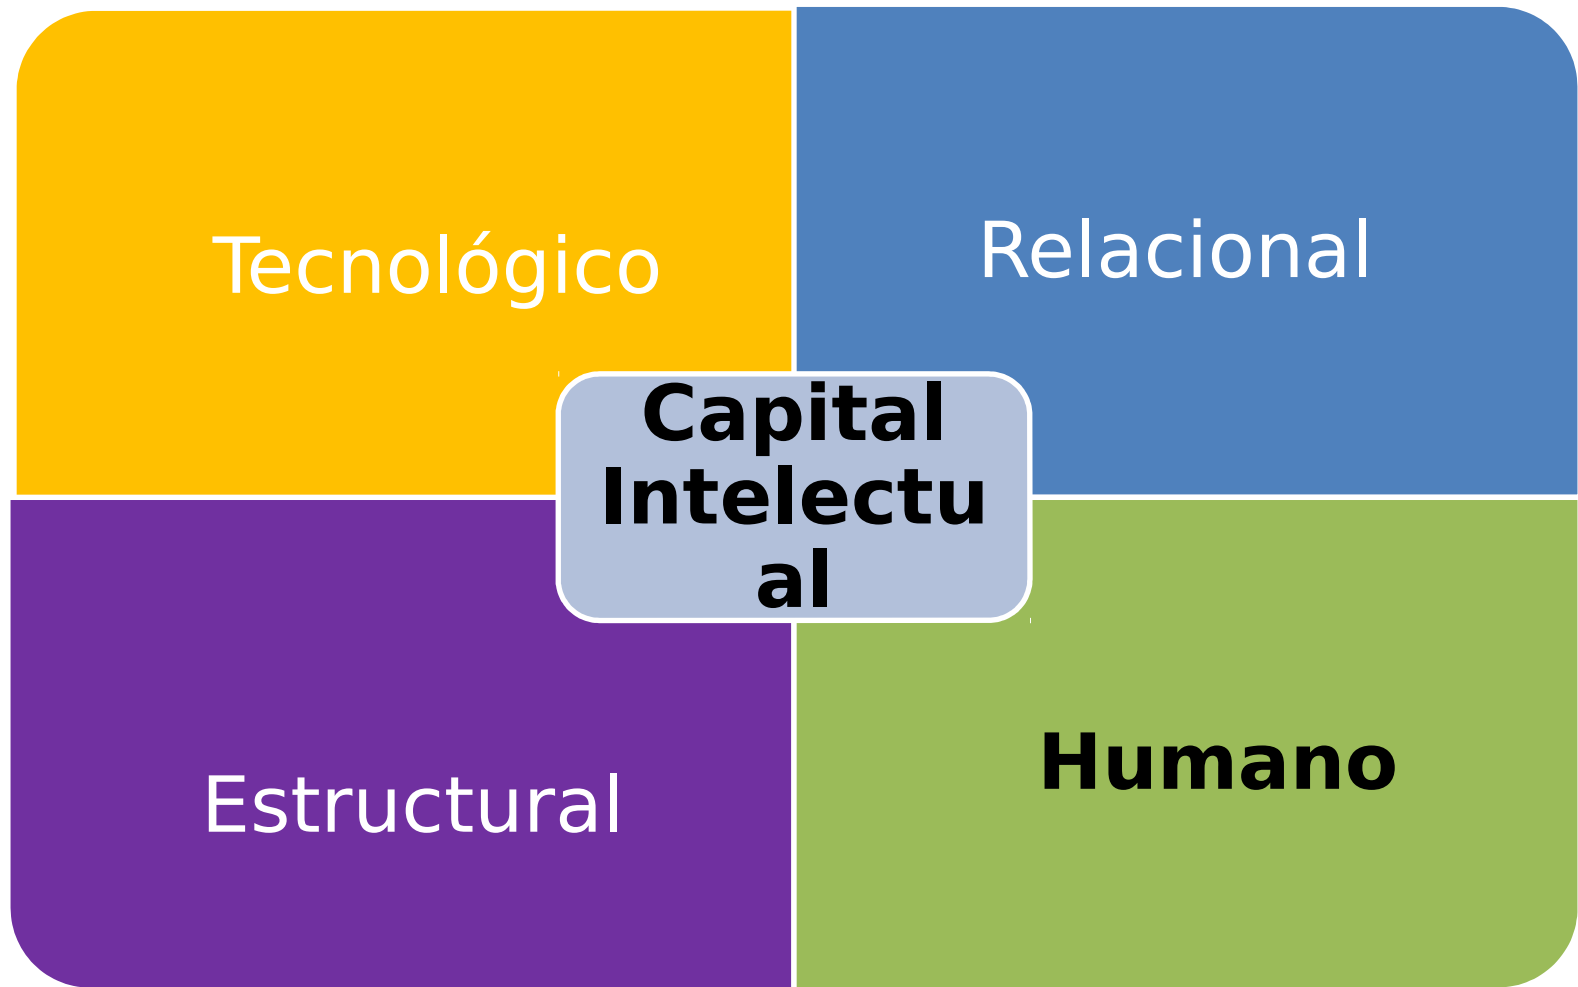 Tecnológico
Relacional
Capital
Intelectu
al
Estructural
Humano